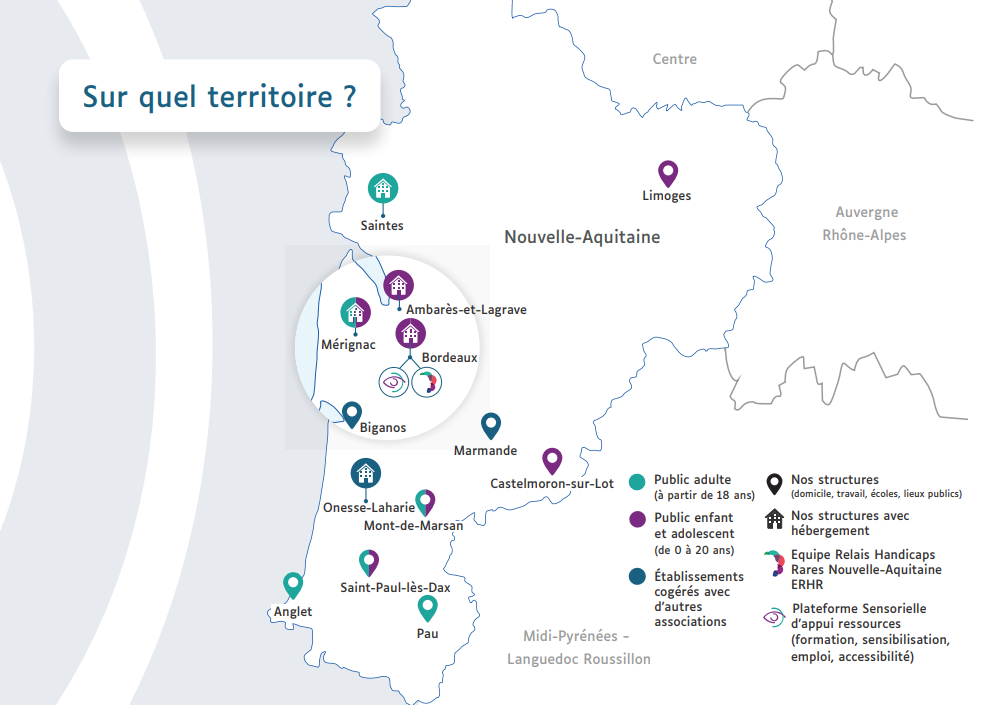 Sur quel territoire ?
Centre
Limoges
Auvergne
Rhône-Alpes
Saintes
Nouvelle-Aquitaine
Ambarès-et-Lagrave
Mérignac
Bordeaux
Biganos
Marmande
Castelmoron-sur-Lot
Onesse-Laharie
Mont-de-Marsan
Saint-Paul-lès-Dax
Anglet
Pau
Midi-Pyrénées -
Languedoc Roussillon
Public adulte
(à partir de 18 ans)
Public enfant
et adolescent
(de 0 à 20 ans)
Établissements
cogérés avec
d'autres
associations
Nos structures
(domicile, travail, écoles, lieux publics)
Nos structures avec
hébergement
Equipe Relais Handicaps
Rares Nouvelle-Aquitaine
ERHR
Plateforme Sensorielle
d'appui ressources
(formation, sensibilisation,
emploi, accessibilité)